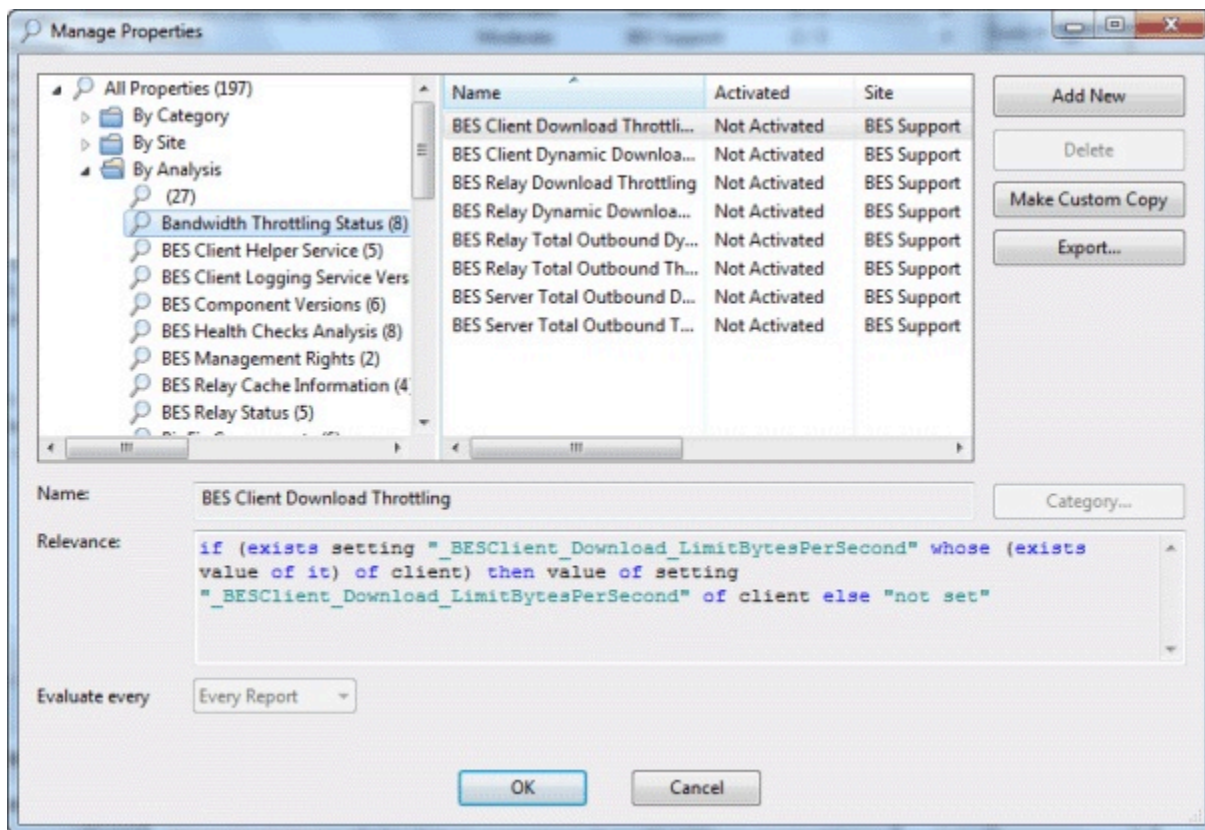 Manage Properties
All Properties (197)
By Category
By Site
By Analysis
(27)
Bandwidth Throttling Status (8)
BES Client Helper Service (5)
BES Client Logging Service Vers
BES Component Versions (6)
BES Health Checks Analysis (8)
BES Management Rights (2)
BES Relay Cache Information (4
BES Relay Status (5)
Name Activated Site
BES Client Download Throttli... Not Activated BES Support
BES Client Dynamic Downloa... Not Activated BES Support
BES Relay Download Throttling Not Activated BES Support
BES Relay Dynamic Downloa... Not Activated BES Support
BES Relay Total Outbound Dy... Not Activated BES Support
BES Relay Total Outbound Th... Not Activated BES Support
BES Server Total Outbound D... Not Activated BES Support
BES Server Total Outbound T... Not Activated BES Support
Add New
Delete
Make Custom Copy
Export...
Name: BES Client Download Throttling
Category...
Relevance:
if (exists setting "_BESClient_Download_LimitBytesPerSecond" whose (exists
value of it) of client) then value of setting
"_BESClient_Download_LimitBytesPerSecond" of client else "not set"
Evaluate every Every Report
OK Cancel